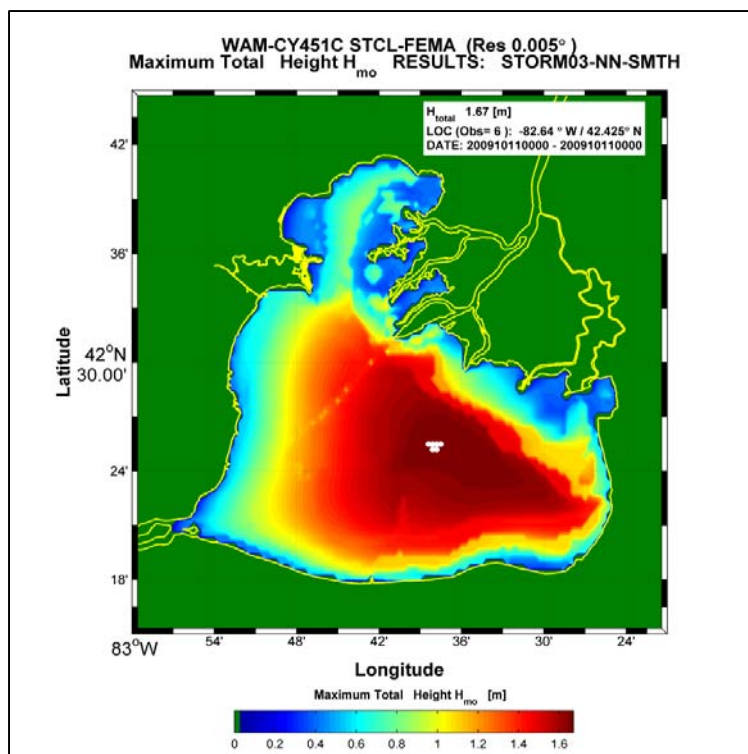 WAM-CY451C STCL-FEMA (Res 0.005° )
Maximum Total Height Hmo RESULTS: STORM03-NN-SMTH
Htotal 1.67 [m]
LOC (Obs= 6 ): -82.64 ° W / 42.425° N
DATE: 200910110000 - 200910110000
42'
36'
42°N
30.00'
24'
18'
Latitude
83°W
54'
48'
42'
36'
30'
24'
Longitude
Maximum Total Height Hmo [m]
0
0.2
0.4
0.6
0.8
1
1.2
1.4
1.6